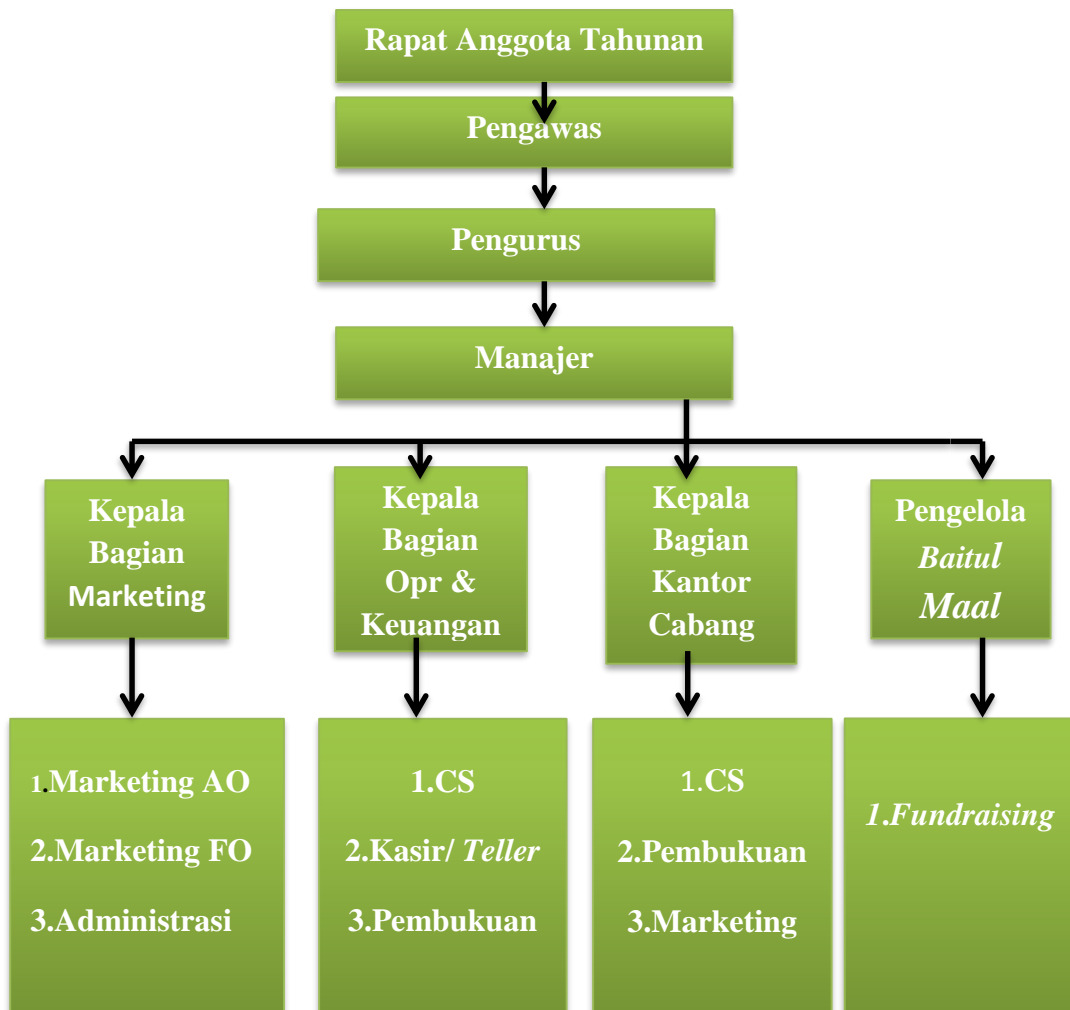 Rapat Anggota Tahunan
Pengawas
Pengurus
Manajer
Kepala
Bagian
Marketing
Kepala
Bagian
Opr &
Keuangan
Kepala
Bagian
Kantor
Cabang
Pengelola
Baitul
Maal
1.Marketing AO
2.Marketing FO
3.Administrasi
1.CS
2.Kasir/ Teller
3.Pembukuan
1.CS
2.Pembukuan
3.Marketing
1.Fundraising